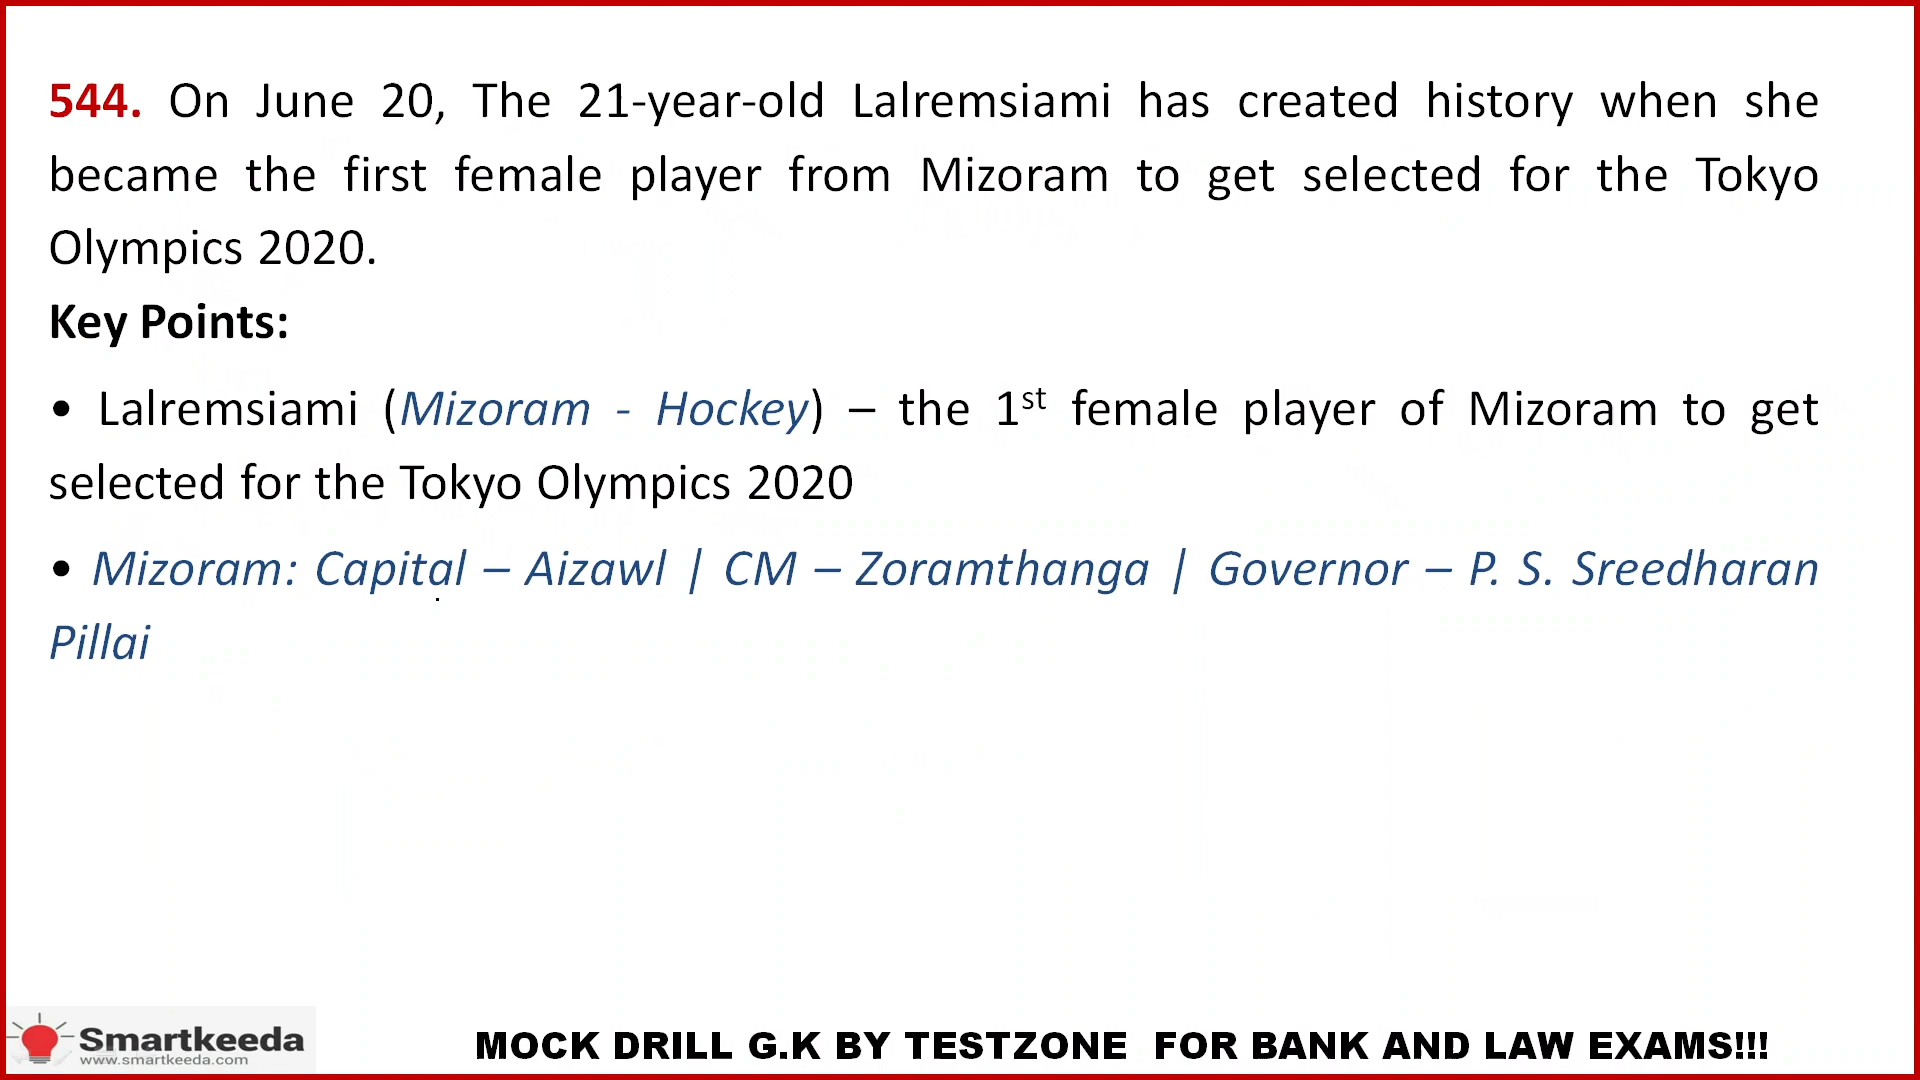 544. On June 20, The 21-year-old Lalremsiami has created history when she
became the first female player from Mizoram to get selected for the Tokyo
Olympics 2020.
Key Points:
• Lalremsiami (Mizoram - Hockey) – the 1st female player of Mizoram to get
selected for the Tokyo Olympics 2020
• Mizoram: Capital – Aizawl | CM – Zoramthanga | Governor – P. S. Sreedharan
Pillai
Smartkeeda
www.smartkeeda.com
MOCK DRILL G.K BY TESTZONE FOR BANK AND LAW EXAMS!!!